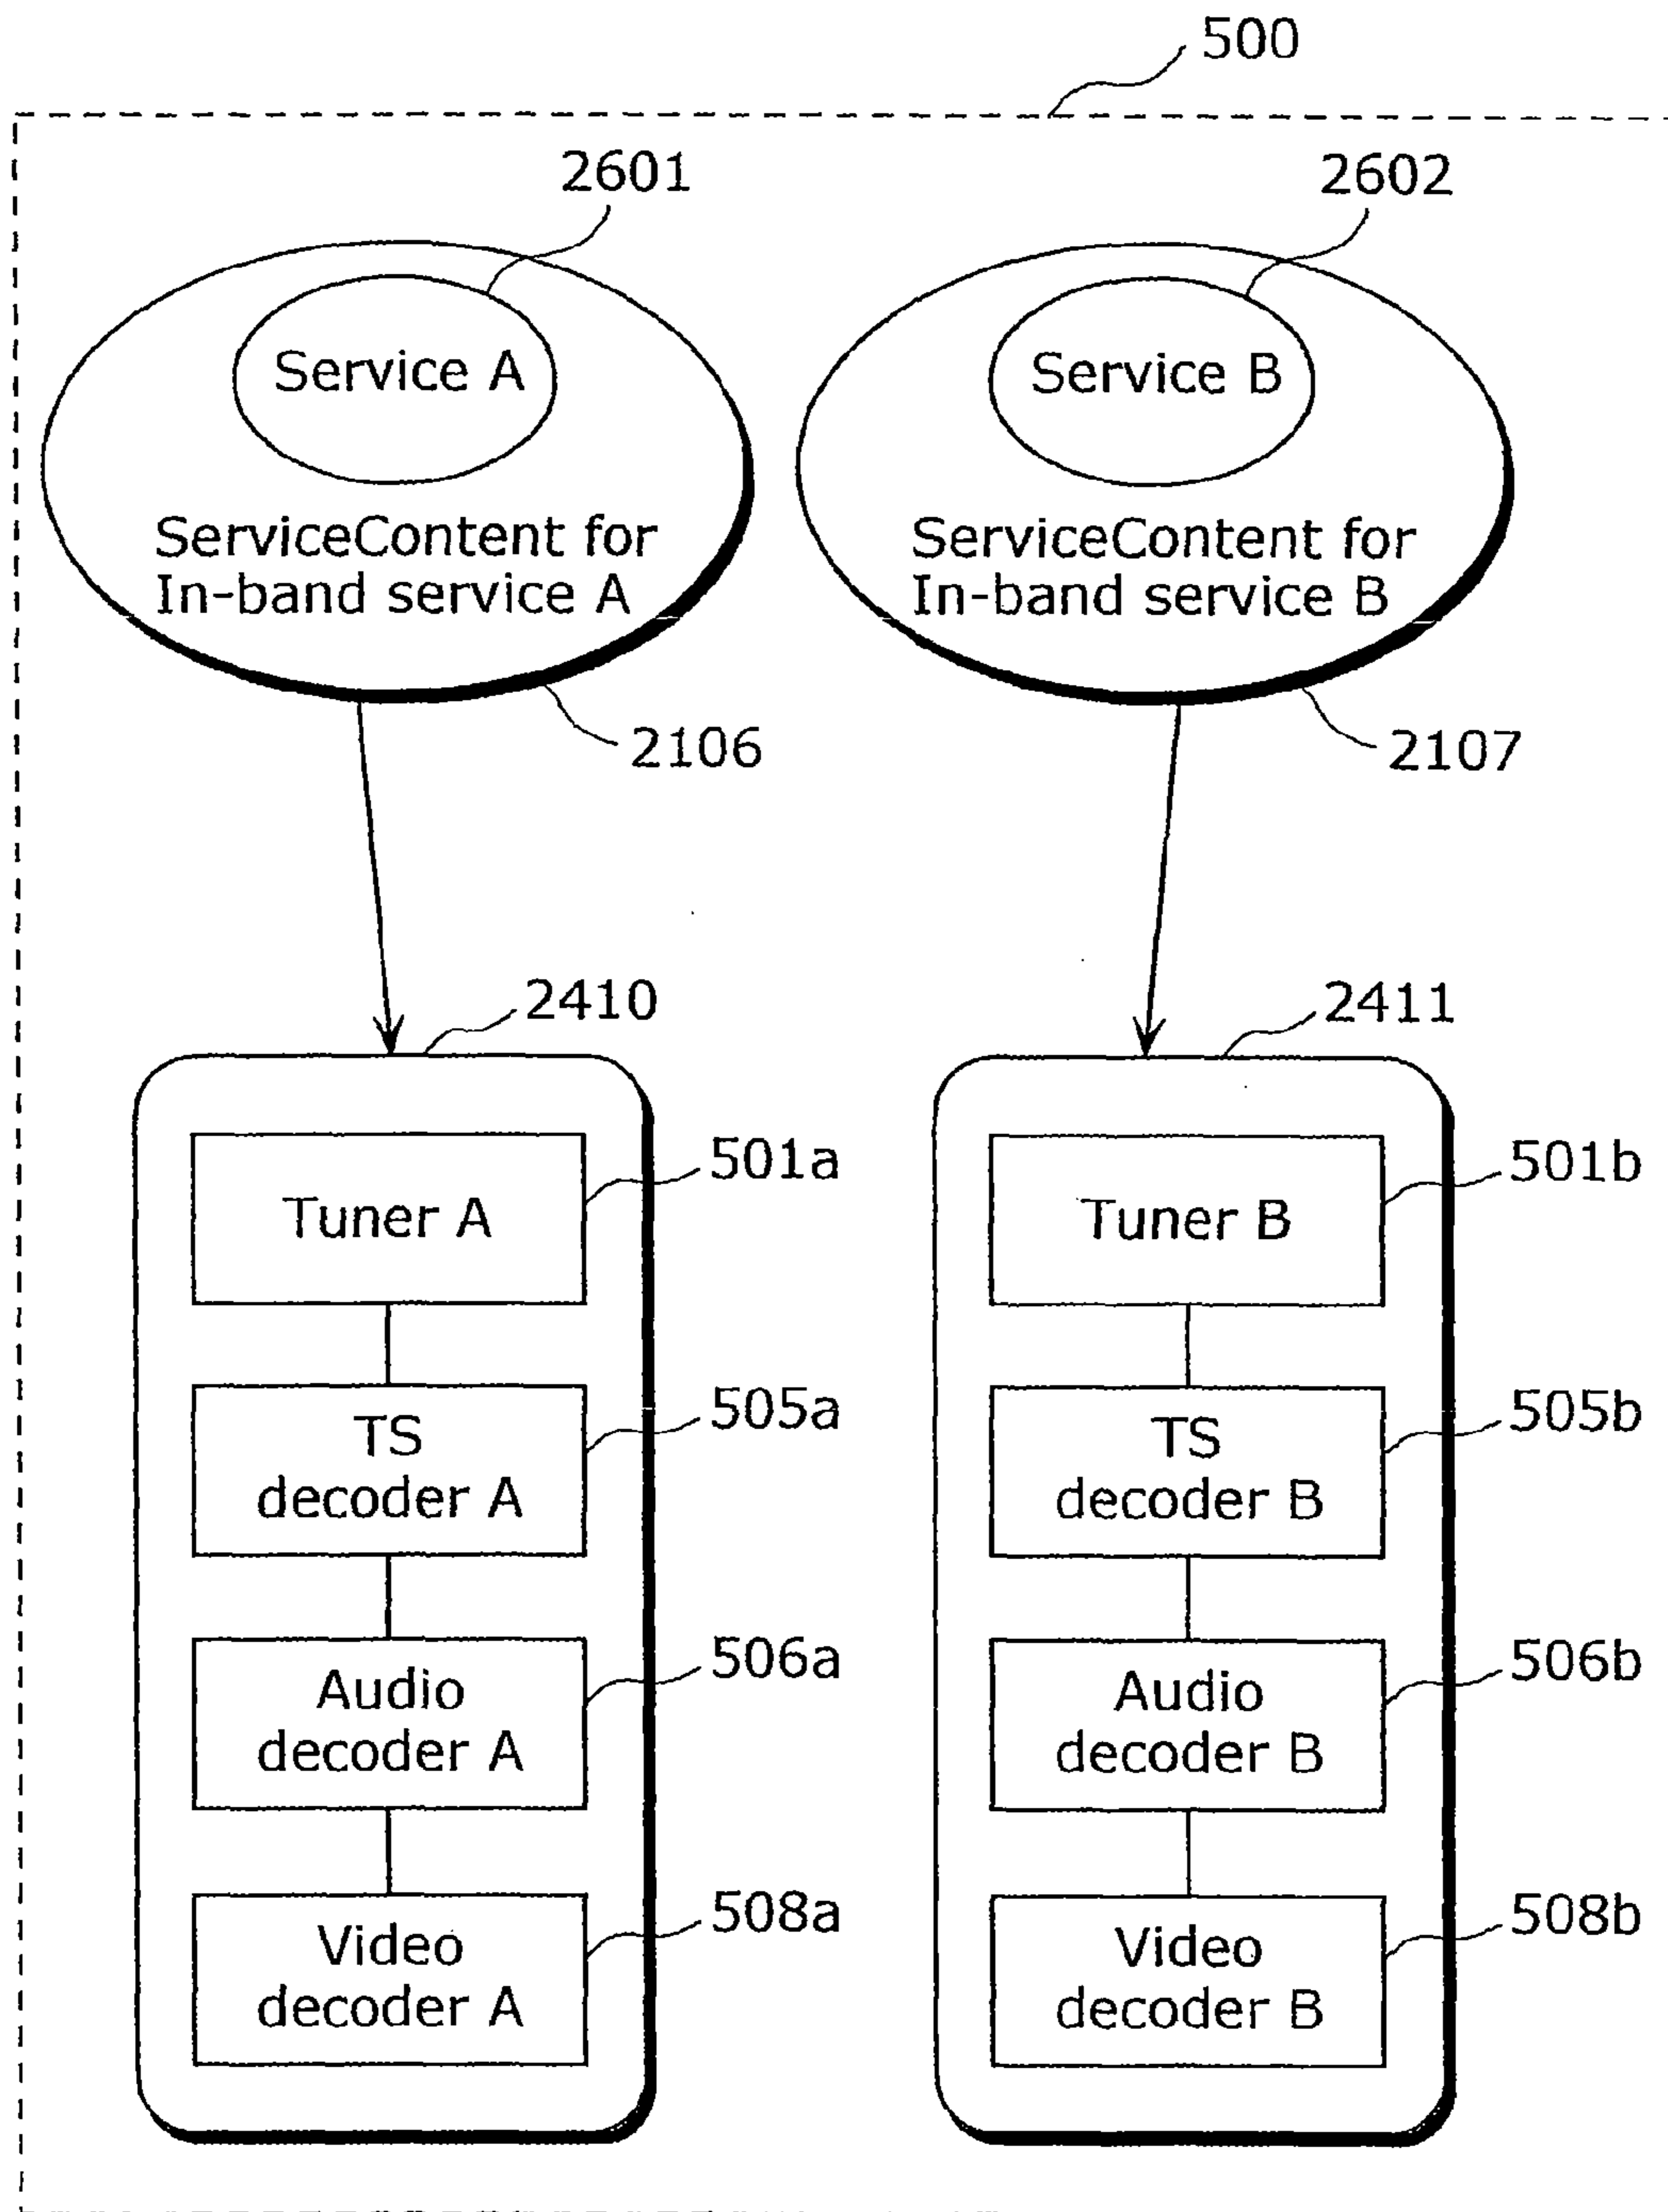 500
2601
2602
Service A
Service B
ServiceContent for
In-band service A
ServiceContent for
In-band service B
2106
2107
2410
2411
Tuner A
501a
Tuner B
501b
TS
decoder A
505a
TS
decoder B
505b
Audio
decoder A
506a
Audio
decoder B
506b
Video
decoder A
508a
Video
decoder B
508b